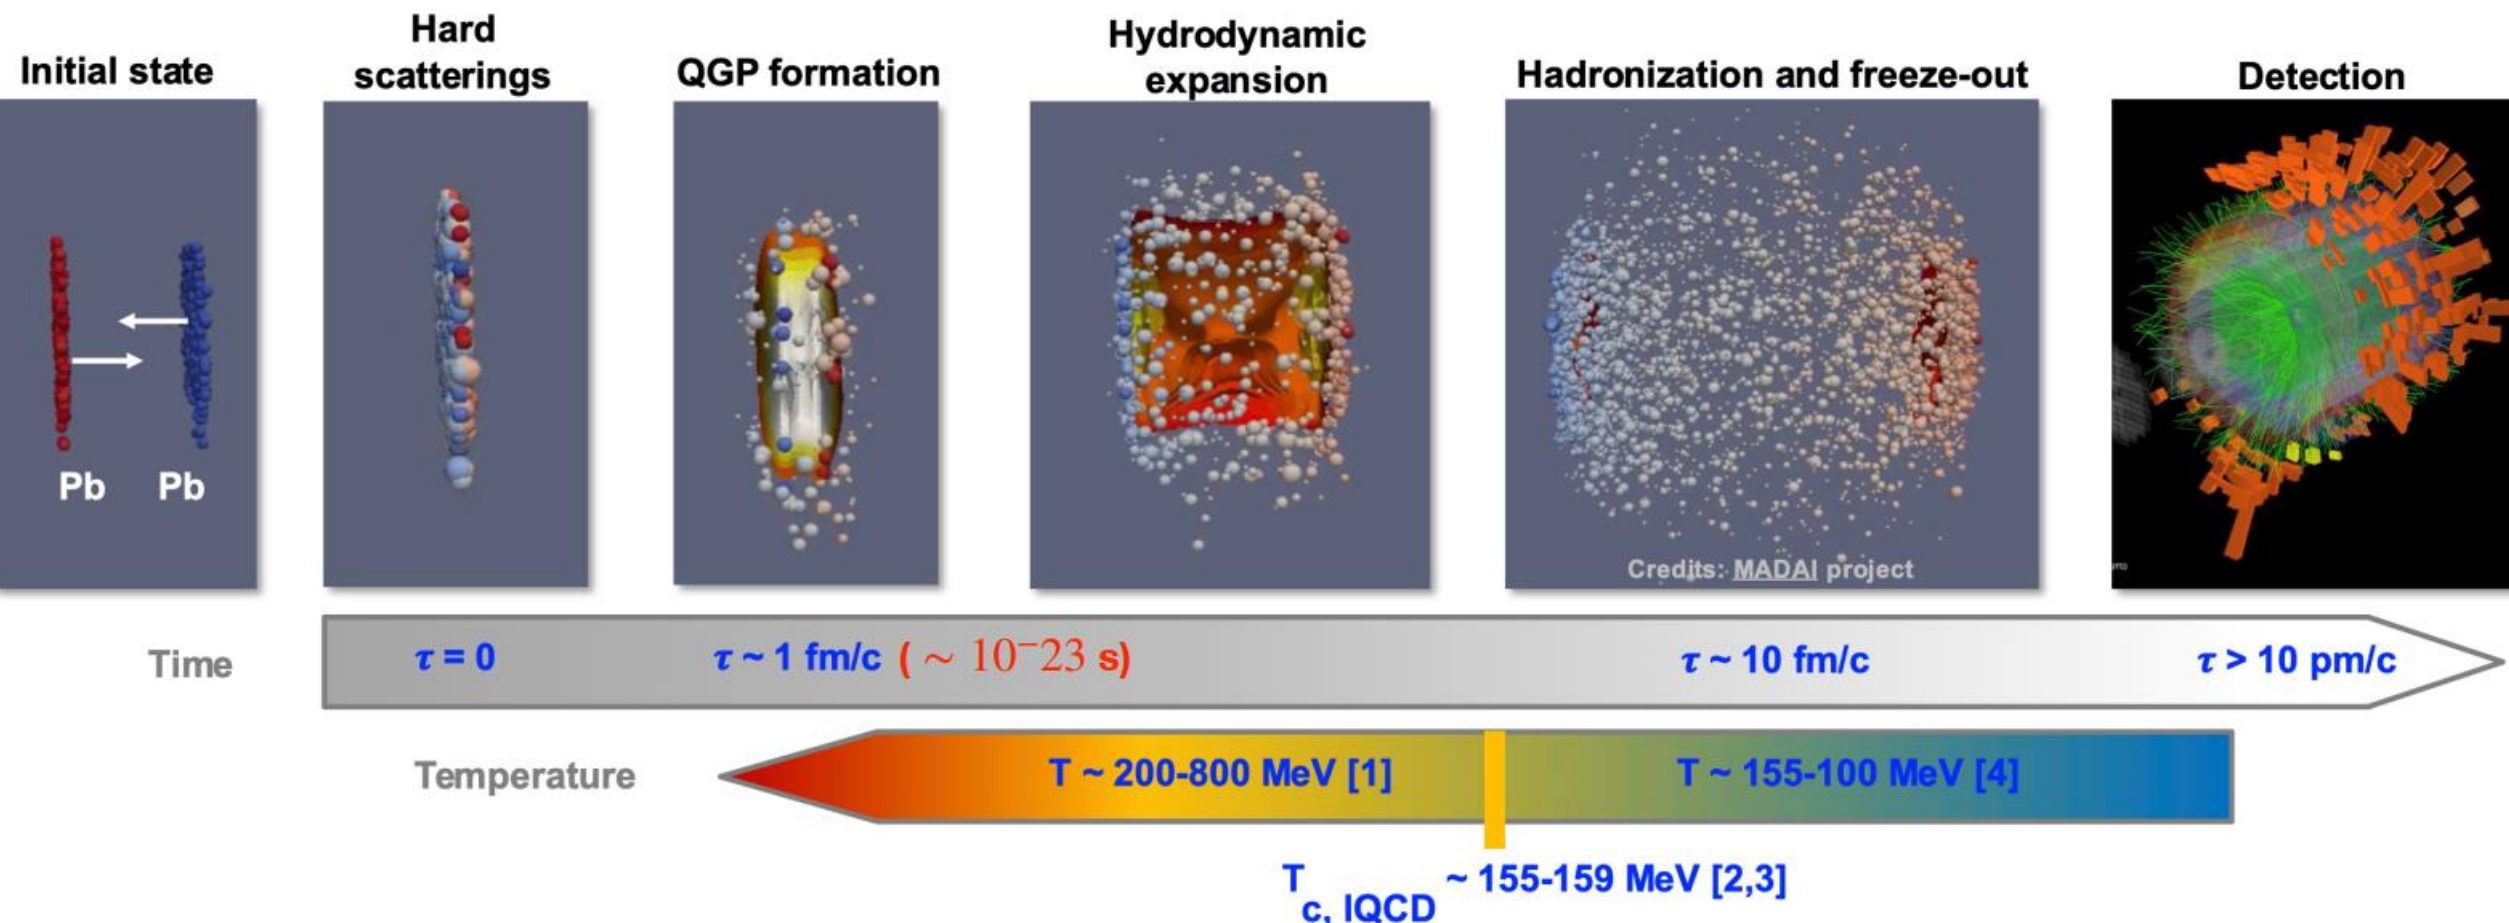 Initial state
Hard
scatterings
QGP formation
Hydrodynamic
expansion
Hadronization and freeze-out
Detection
Pb Pb
Credits: MADAI project
Time
τ = 0
τ ~ 1 fm/c ( ~ 10⁻23 s)
τ ~ 10 fm/c
τ > 10 pm/c
Temperature
T ~ 200-800 MeV [1]
T ~ 155-100 MeV [4]
T c, lQCD ~ 155-159 MeV [2,3]